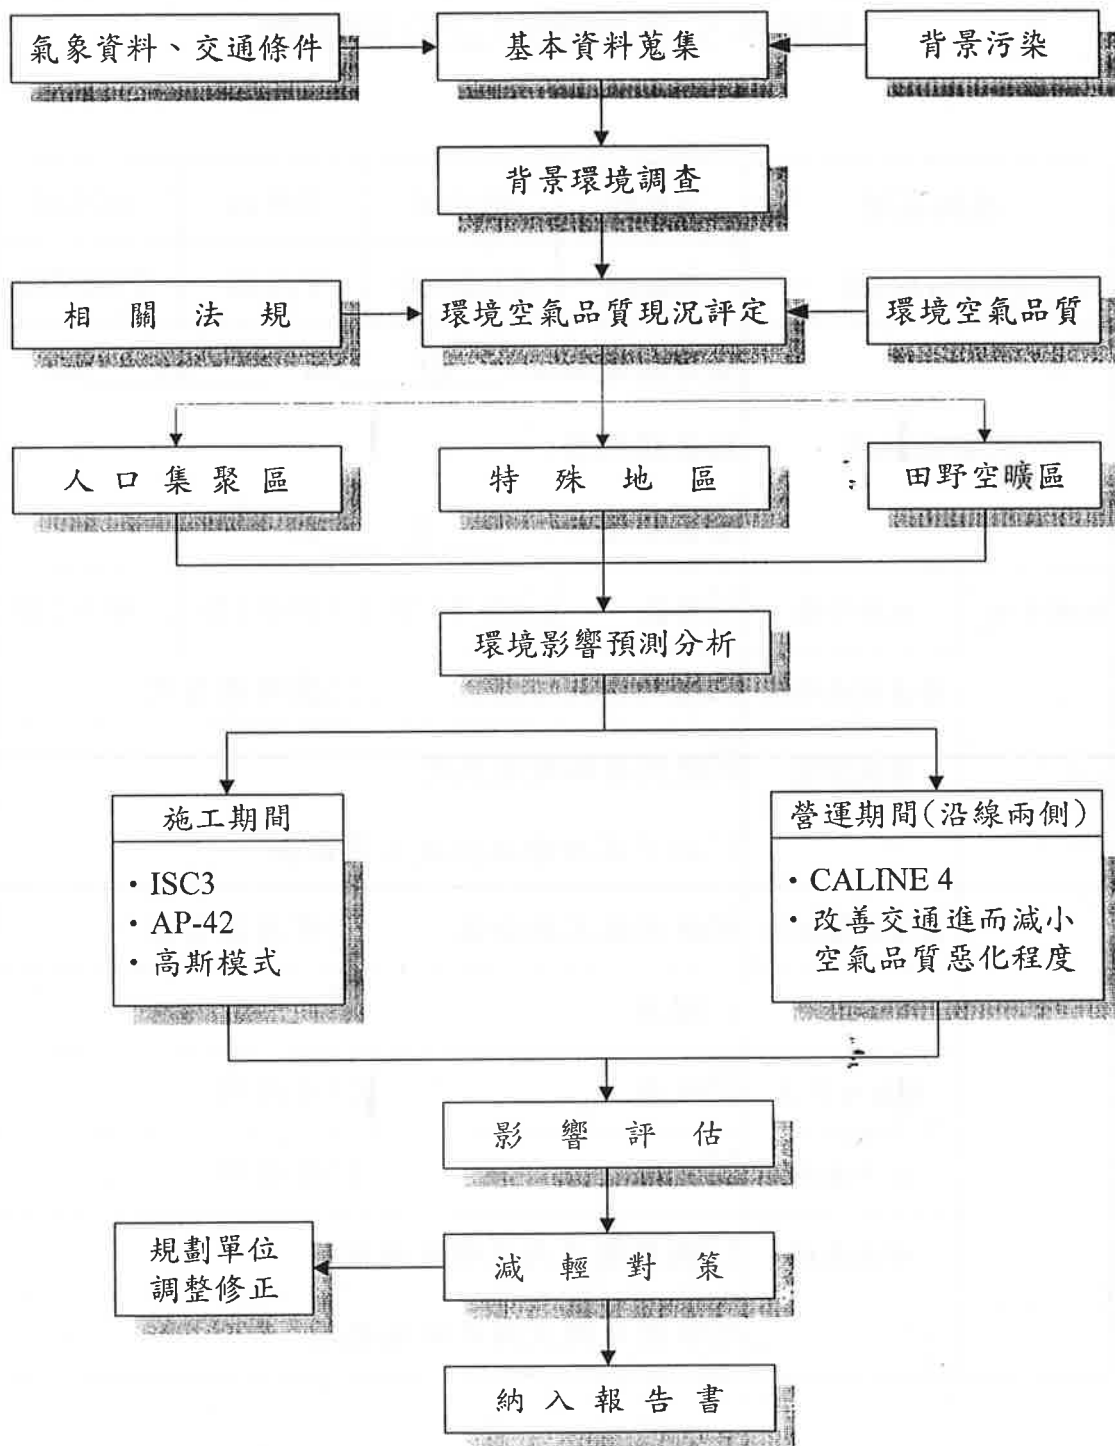 氣象資料、交通條件
基本資料蒐集
背景污染
背景環境調查
相關法規
環境空氣品質現況評定
環境空氣品質
人口集聚區
特殊地區
田野空曠區
環境影響預測分析
施工期間
・ISC3
・AP-42
・高斯模式
營運期間(沿線兩側)
・CALINE 4
・改善交通進而減小
空氣品質惡化程度
影響評估
規劃單位
調整修正
減輕對策
納入報告書